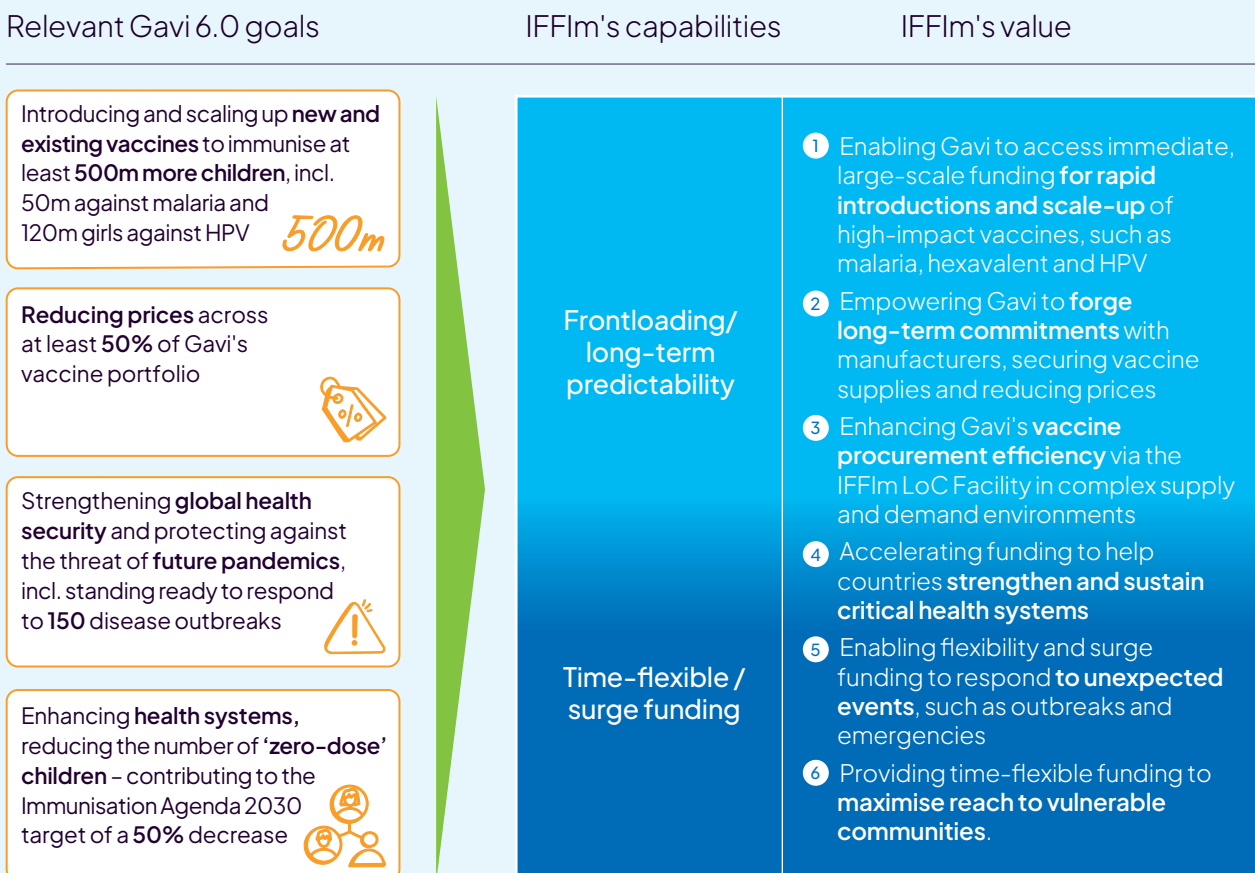 Relevant Gavi 6.0 goals
IFFIm's capabilities
IFFIm's value
Introducing and scaling up new and
existing vaccines to immunise at
least 500m more children, incl.
50m against malaria and
120m girls against HPV
500m
Reducing prices across
at least 50% of Gavi's
vaccine portfolio
%
Strengthening global health
security and protecting against
the threat of future pandemics,
incl. standing ready to respond
to 150 disease outbreaks
!
Enhancing health systems,
reducing the number of ‘zero-dose’
children – contributing to the
Immunisation Agenda 2030
target of a 50% decrease
Frontloading/
long-term
predictability
Time-flexible /
surge funding
1 Enabling Gavi to access immediate,
large-scale funding for rapid
introductions and scale-up of
high-impact vaccines, such as
malaria, hexavalent and HPV
2 Empowering Gavi to forge
long-term commitments with
manufacturers, securing vaccine
supplies and reducing prices
3 Enhancing Gavi's vaccine
procurement efficiency via the
IFFIm LoC Facility in complex supply
and demand environments
4 Accelerating funding to help
countries strengthen and sustain
critical health systems
5 Enabling flexibility and surge
funding to respond to unexpected
events, such as outbreaks and
emergencies
6 Providing time-flexible funding to
maximise reach to vulnerable
communities.